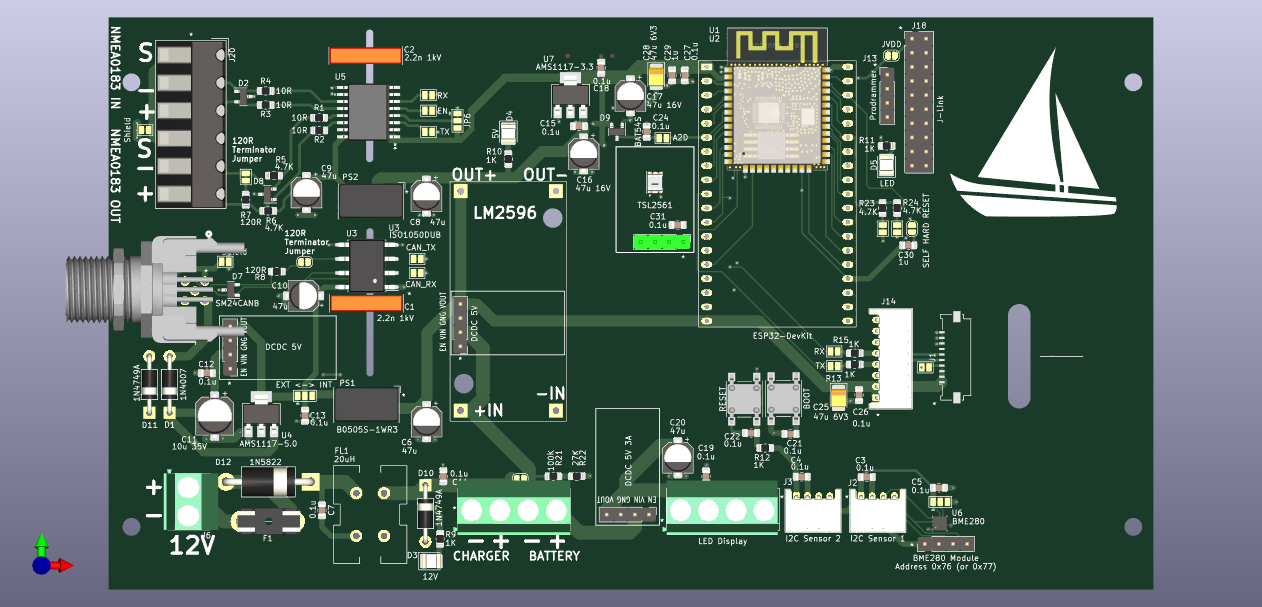 NMEA0183 IN
NMEA0183 OUT
S
−
+
S
−
+
J20
D2
R4
10R
10R
R3
R1
10R
10R
R2
120R
Terminator
Jumper
D8
R5
4.7K
R7
120R
R6
4.7K
C9
47u
U5
C2
2.2n 1kV
RX
EN
TX
JP6
PS2
C8
47u
U3
U3
ISO1050DUB
CAN_TX
CAN_RX
C1
2.2n 1kV
120R
Terminator
Jumper
120R
R8
D7
SM24CANB
C10
47u
EN VIN GNG VOUT
DCDC 5V
C12
0.1u
1N4749A
1N4007
D11
D1
C11
10u 35V
U4
AMS1117-5.0
EXT <-> INT
C13
0.1u
PS1
B0505S-1WR3
C6
47u
D12
1N5822
+
−
12V
F1
0.1u
C7
FL1
20uH
D10
0.1u
1N4749A
R9
1K
D3
12V
D4
5V
R10
1K
OUT+
OUT-
LM2596
EN VIN GNG VOUT
DCDC 5V
+IN
-IN
U7
AMS1117-3.3
0.1u
C18
C15
0.1u
C16
47u 16V
C17
47u 16V
D9
BAT54S
C24
0.1u
A2D
C28
47u 6V3
C29
1u
C27
0.1u
TSL2561
C31
0.1u
U1
U2
ESP32-DevKit
JVDD
J13
Programmer
J18
J-Link
R11
1K
D5
LED
R23
4.7K
R24
4.7K
SELF HARD RESET
C30
1u
J14
J1
RX
R15
1K
TX
1K
R13
C25
47u 6V3
C26
0.1u
RESET
BOOT
C22
0.1u
C21
0.1u
R12
1K
100K
R21
27K
R22
− +
− +
CHARGER
BATTERY
DCDC 5V 3A
EN VIN GNG VOUT
C20
47u
C19
0.1u
LED Display
C4
0.1u
J3
I2C Sensor 2
C3
0.1u
J2
I2C Sensor 1
C5
0.1u
U6
BME280
BME280 Module
Address 0x76 (or 0x77)